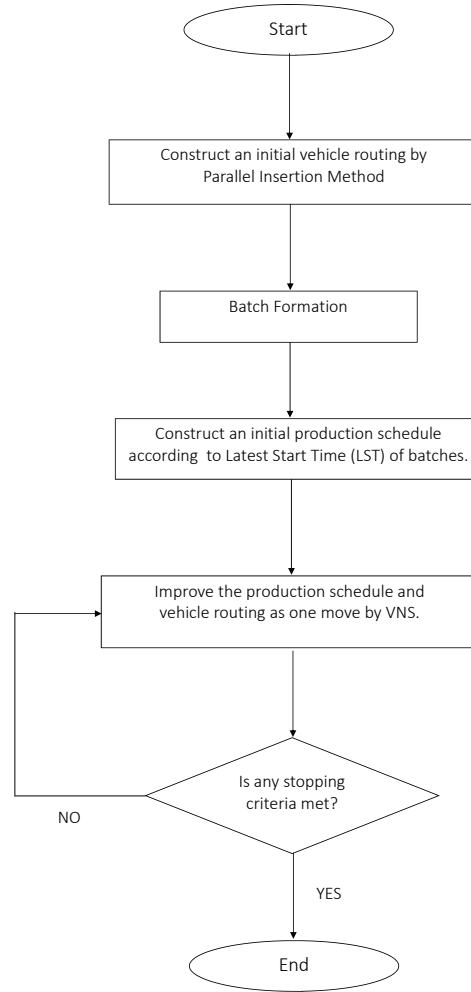 Start
Construct an initial vehicle routing by
Parallel Insertion Method
Batch Formation
Construct an initial production schedule
according to Latest Start Time (LST) of batches.
Improve the production schedule and
vehicle routing as one move by VNS.
Is any stopping
criteria met?
NO
YES
End